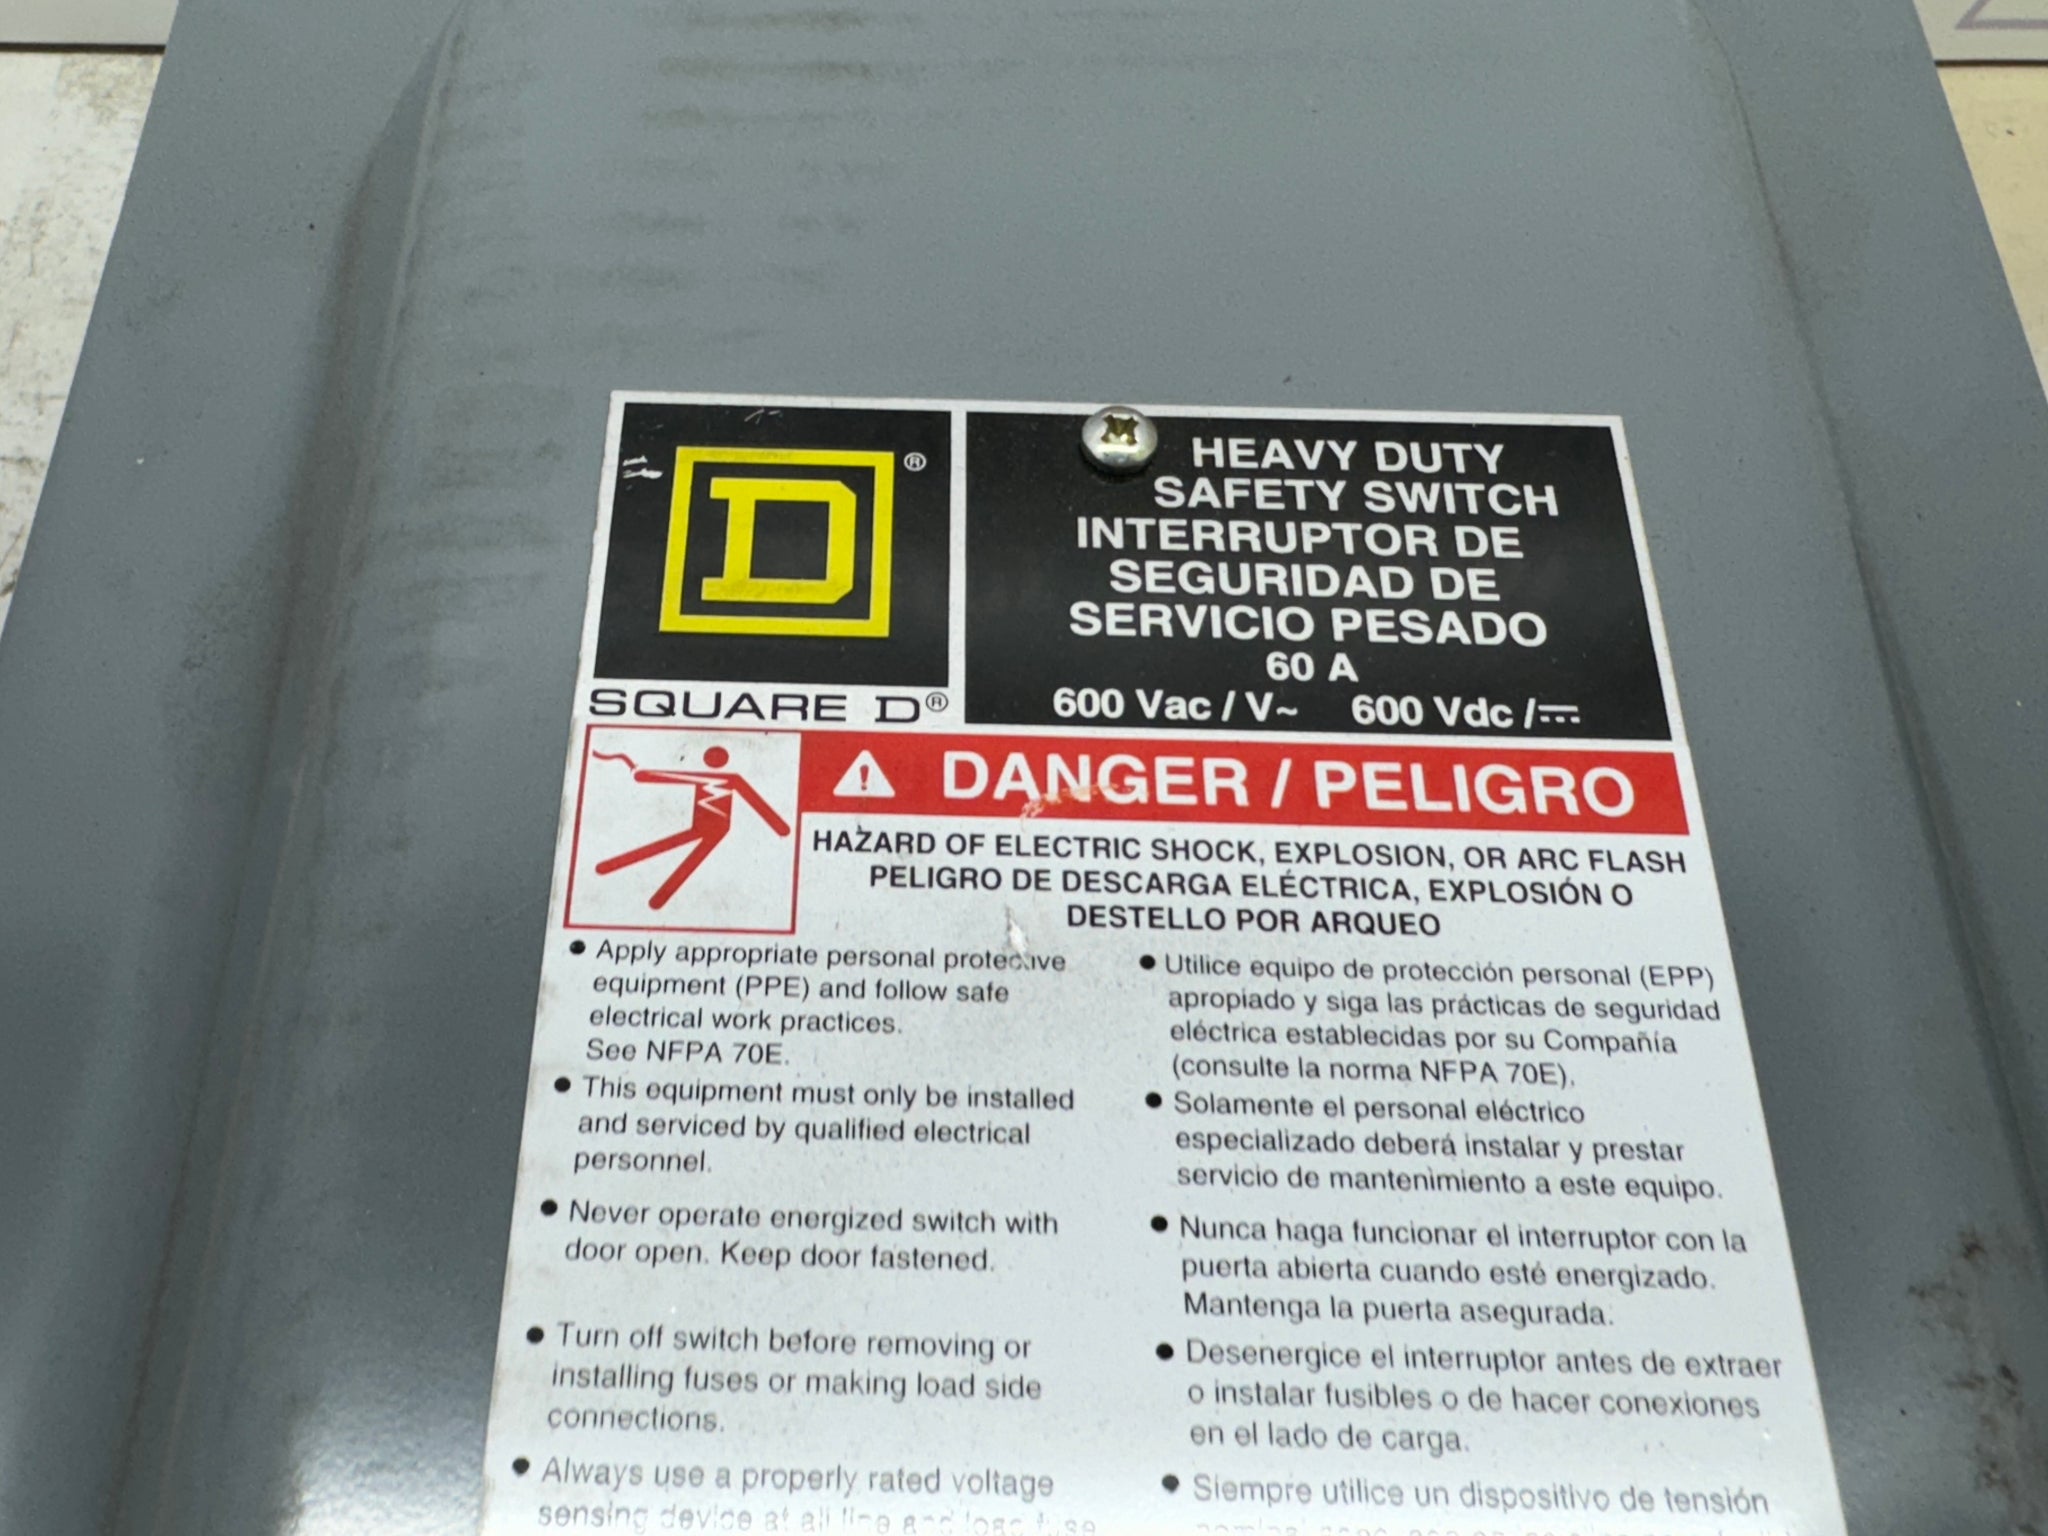 D®
SQUARE D®
HEAVY DUTY
SAFETY SWITCH
INTERRUPTOR DE
SEGURIDAD DE
SERVICIO PESADO
60 A
600 Vac / V~ 600 Vdc / ⎓
DANGER / PELIGRO
HAZARD OF ELECTRIC SHOCK, EXPLOSION, OR ARC FLASH
PELIGRO DE DESCARGA ELÉCTRICA, EXPLOSIÓN O
DESTELLO POR ARQUEO
• Apply appropriate personal protective
equipment (PPE) and follow safe
electrical work practices.
See NFPA 70E.
• This equipment must only be installed
and serviced by qualified electrical
personnel.
• Never operate energized switch with
door open. Keep door fastened.
• Turn off switch before removing or
installing fuses or making load side
connections.
• Always use a properly rated voltage
sensing device at all line and load fuse
• Utilice equipo de protección personal (EPP)
apropiado y siga las prácticas de seguridad
eléctrica establecidas por su Compañía
(consulte la norma NFPA 70E).
• Solamente el personal eléctrico
especializado deberá instalar y prestar
servicio de mantenimiento a este equipo.
• Nunca haga funcionar el interruptor con la
puerta abierta cuando esté energizado.
Mantenga la puerta asegurada.
• Desenergice el interruptor antes de extraer
o instalar fusibles o de hacer conexiones
en el lado de carga.
• Siempre utilice un dispositivo de tensión